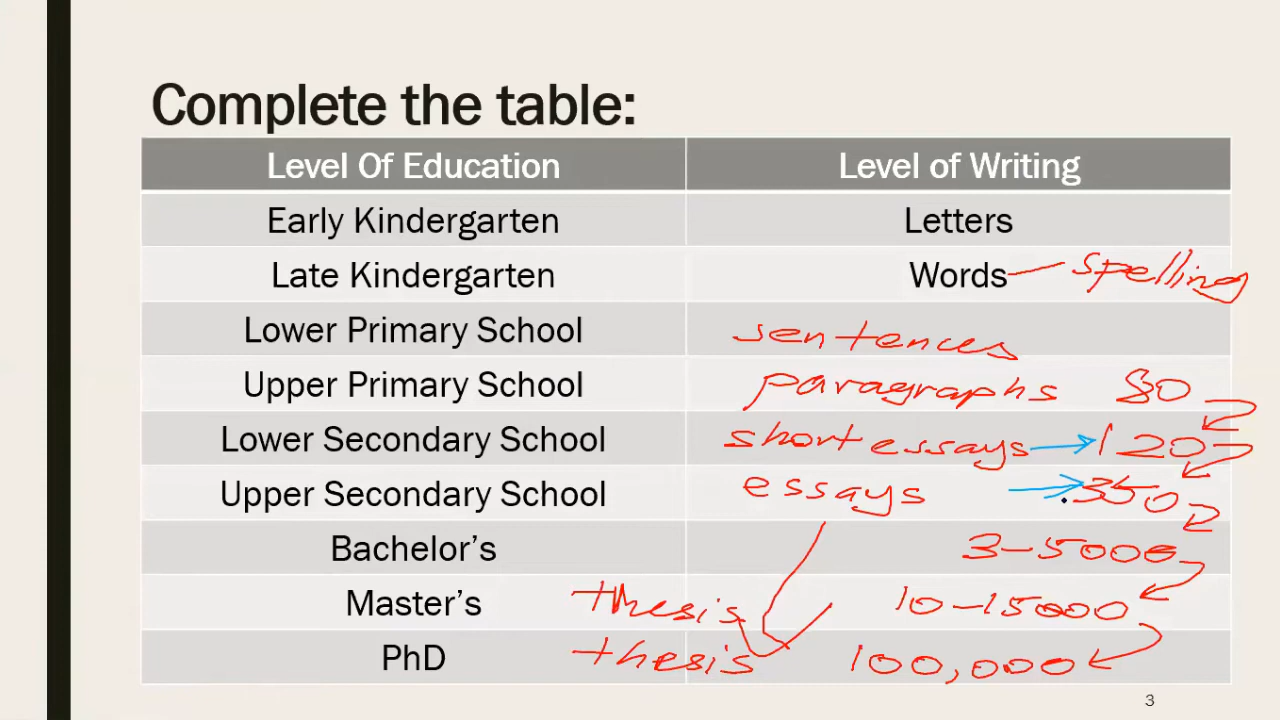 Complete the table:
Level Of Education Level of Writing
Early Kindergarten Letters
Late Kindergarten Words spelling
Lower Primary School sentences
Upper Primary School paragraphs 80
Lower Secondary School short essays 120
Upper Secondary School essays 350
Bachelor's 3-5000
Master's thesis 10-15000
PhD thesis 100,000
3